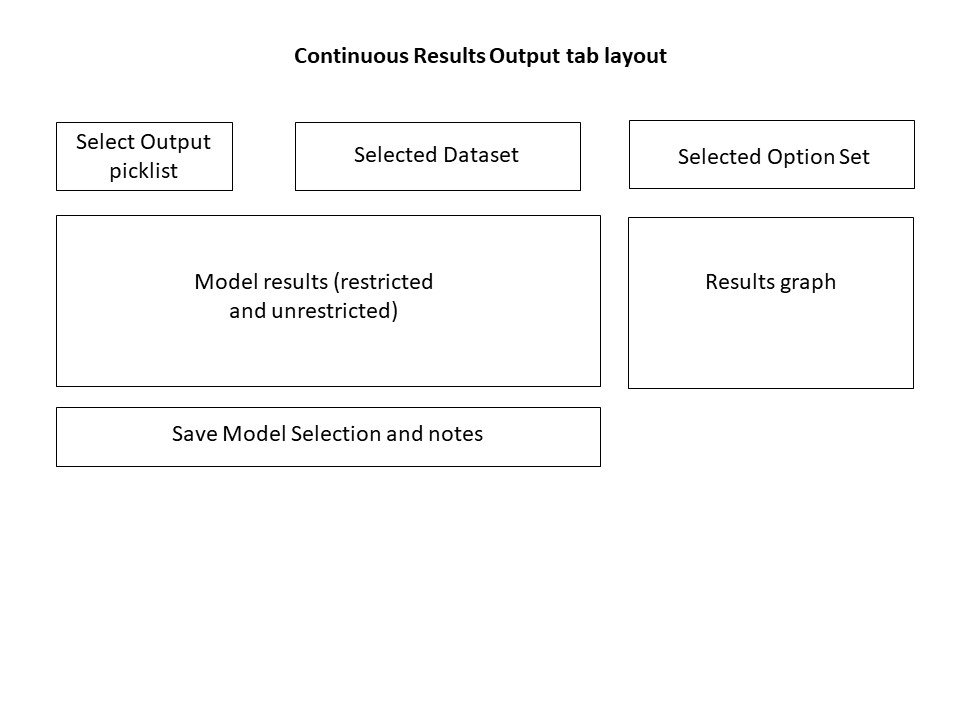 Continuous Results Output tab layout
Select Output
picklist
Selected Dataset
Selected Option Set
Model results (restricted
and unrestricted)
Results graph
Save Model Selection and notes